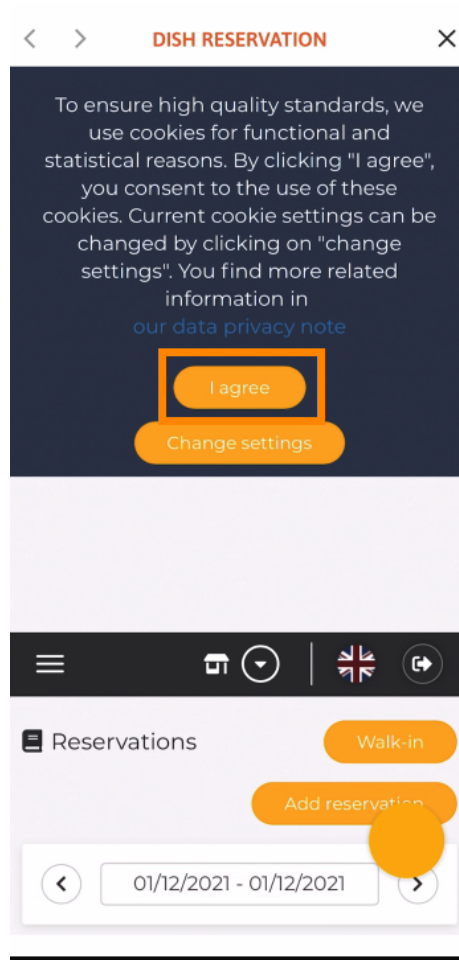 DISH RESERVATION
To ensure high quality standards, we
use cookies for functional and
statistical reasons. By clicking "I agree",
you consent to the use of these
cookies. Current cookie settings can be
changed by clicking on "change
settings". You find more related
information in
our data privacy note
I agree
Change settings
Reservations
Walk-in
Add reservation
01/12/2021 - 01/12/2021